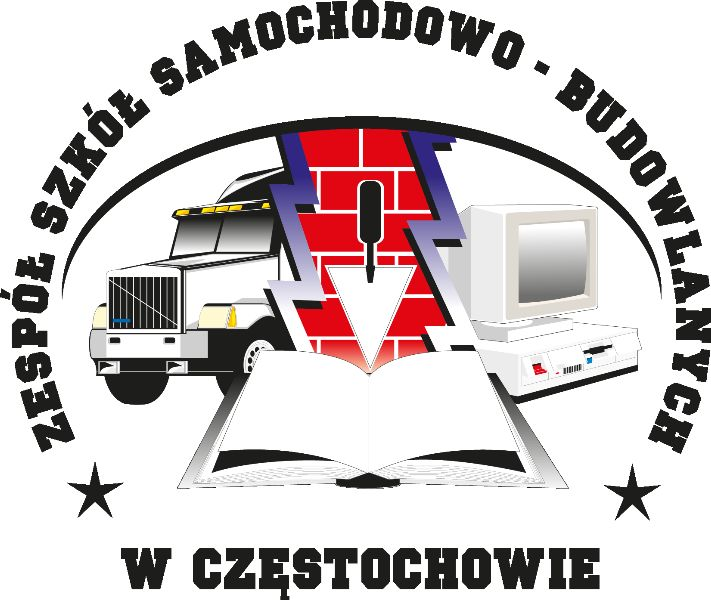 ZESPÓŁ SZKÓŁ SAMOCHODOWO - BUDOWLANYCH
W CZĘSTOCHOWIE